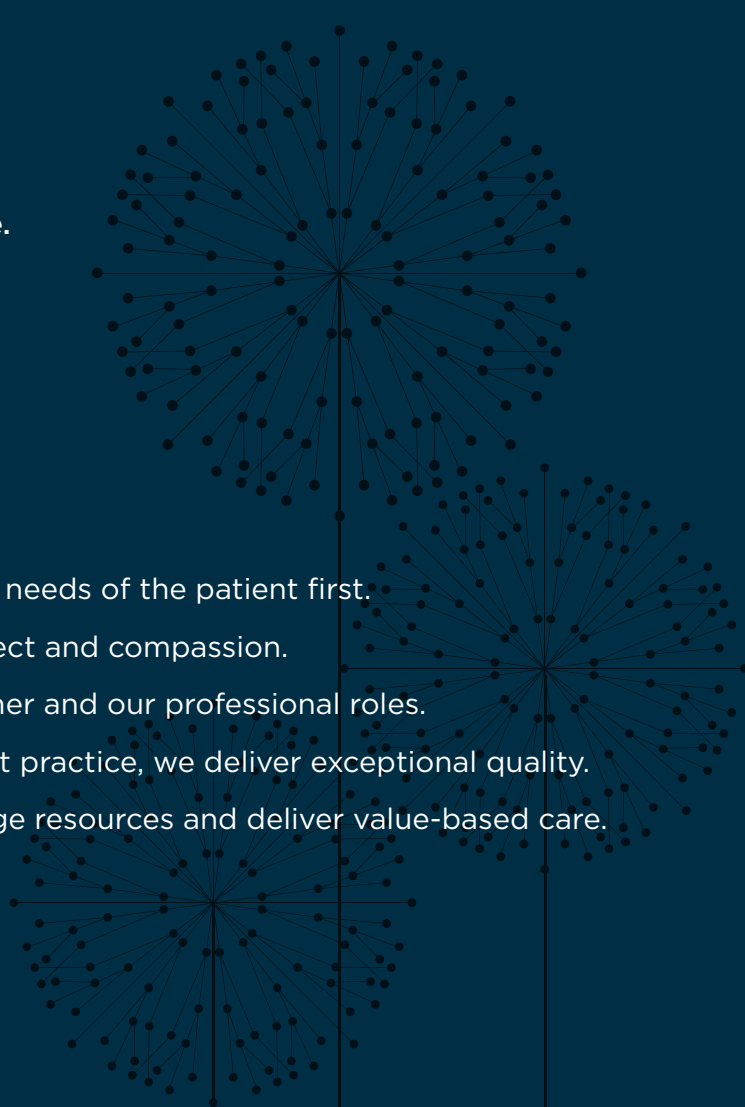 e.
needs of the patient first.
ect and compassion.
her and our professional roles.
t practice, we deliver exceptional quality.
ge resources and deliver value-based care.